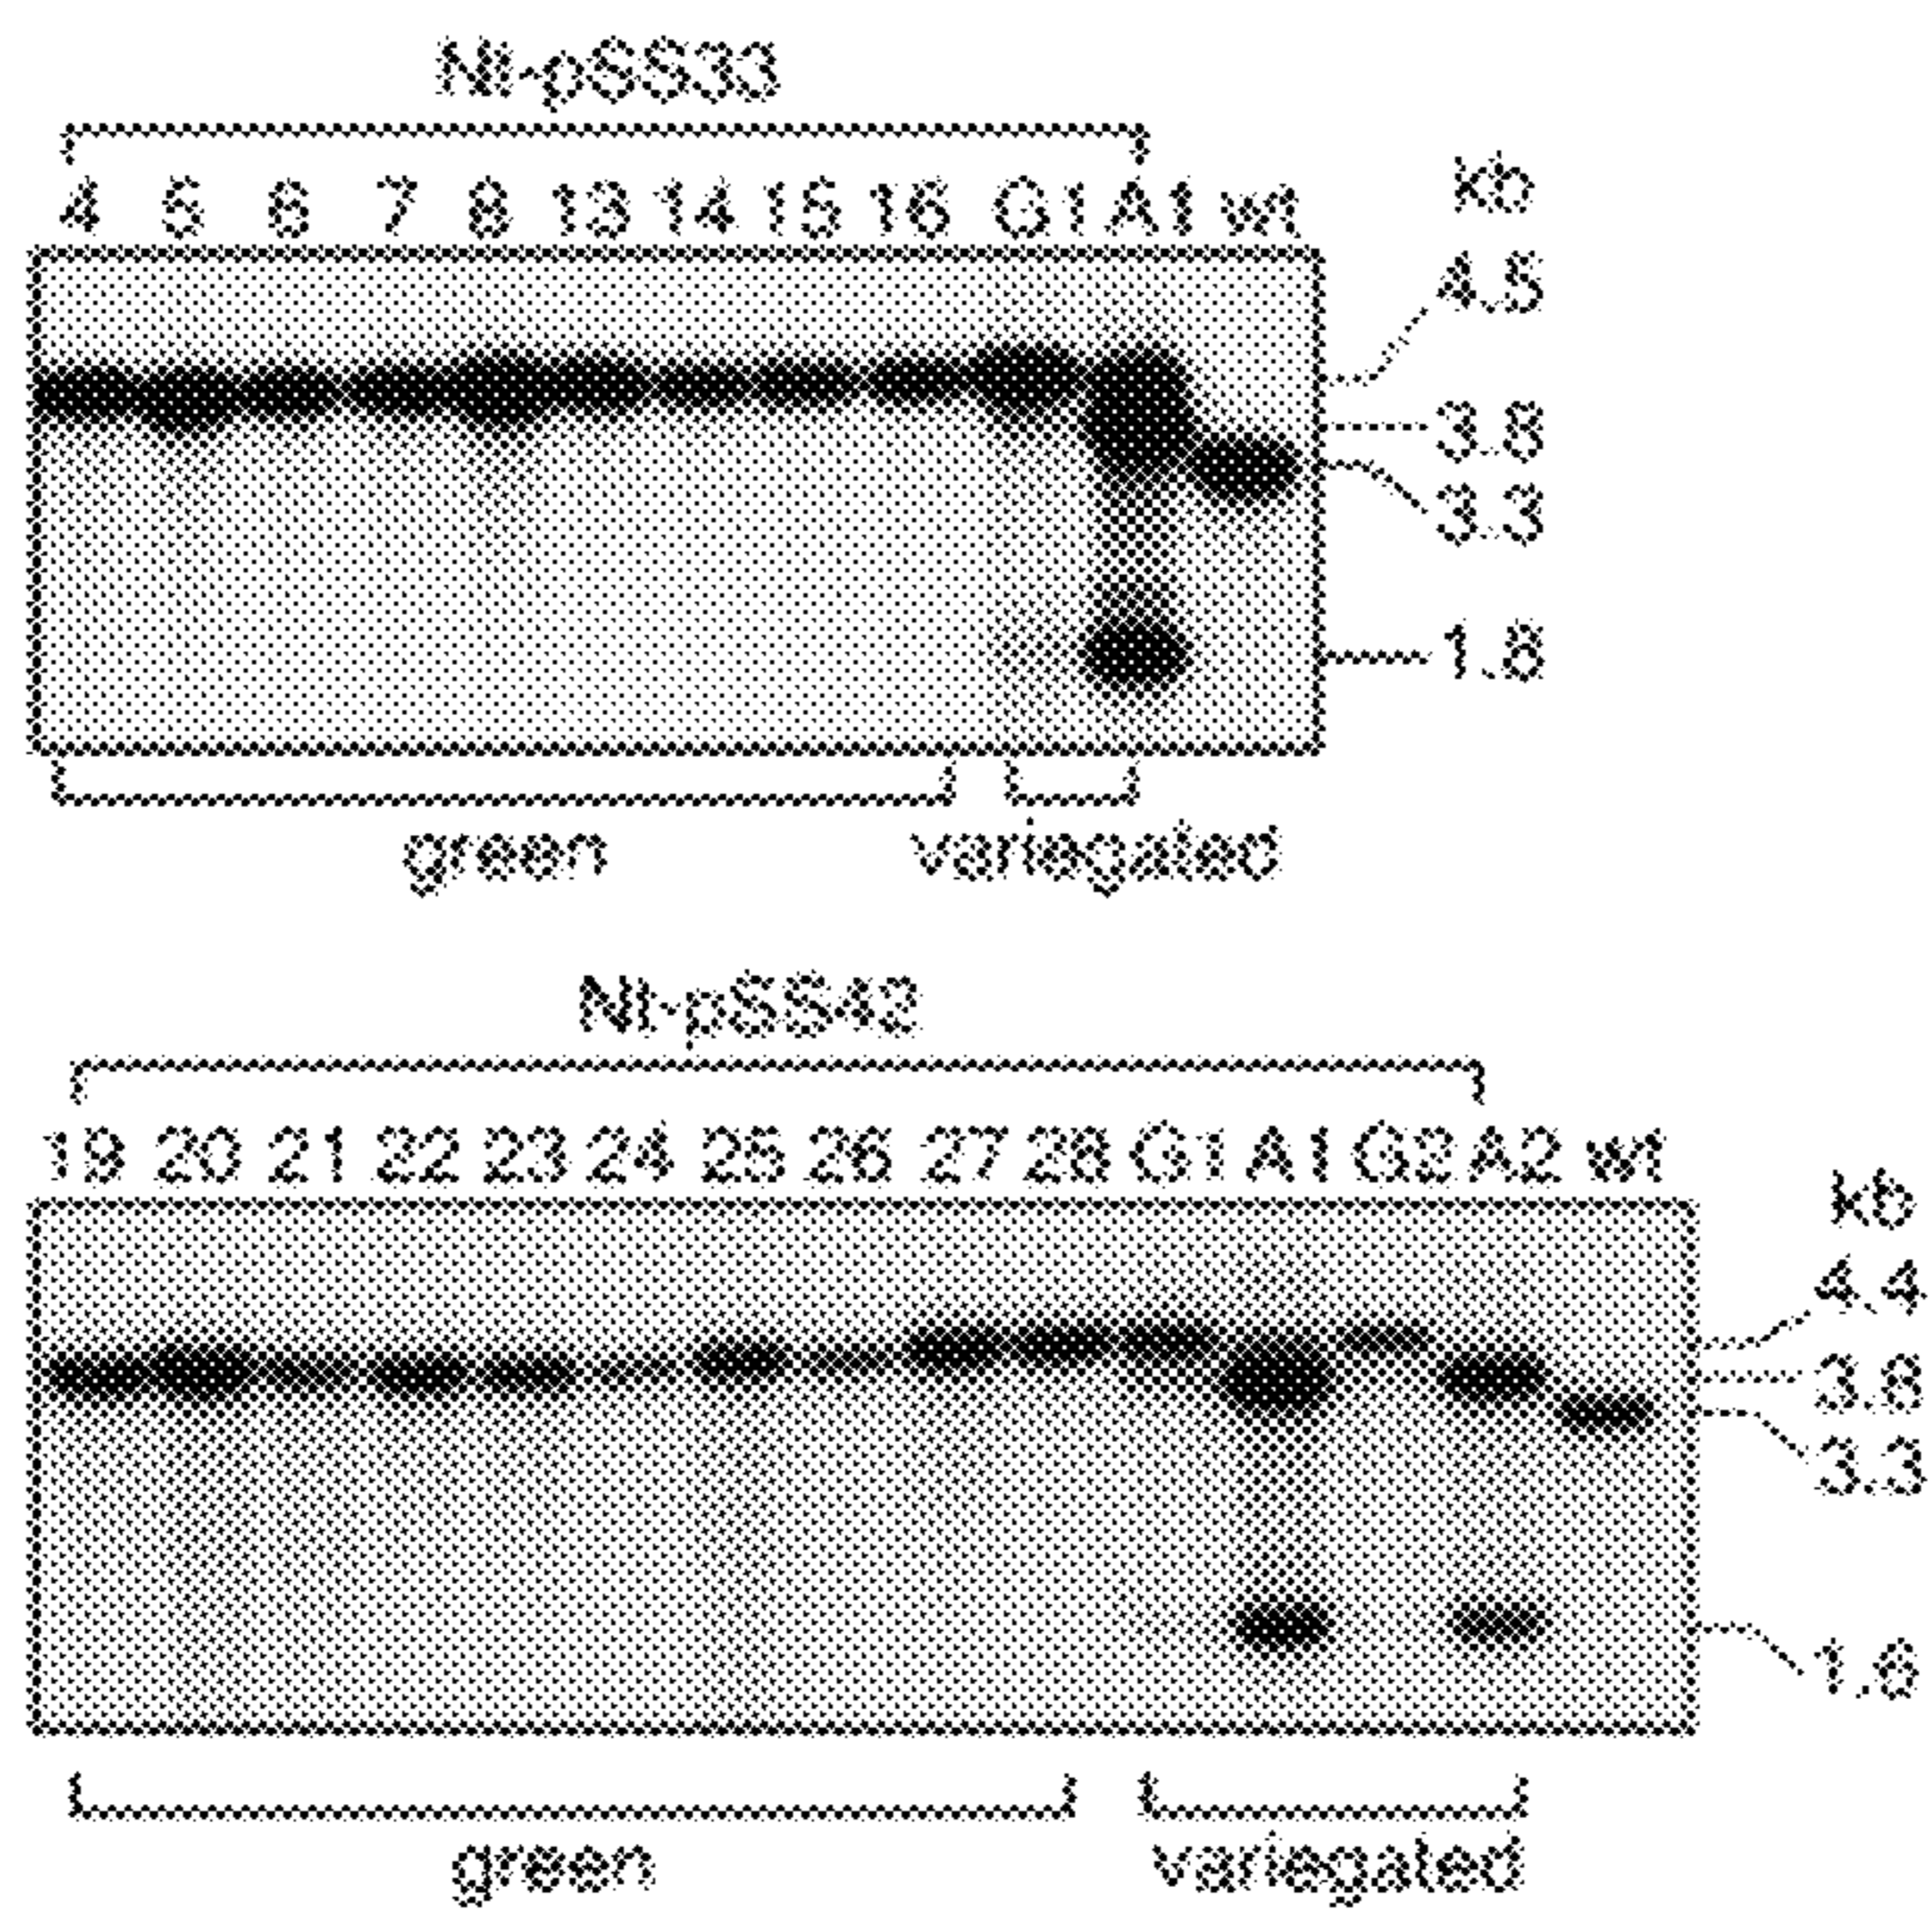 Nt-pSS33
4 5 6 7 8 13 14 15 16 G1 A1 wt kb
4.5
3.8
3.3
1.8
green variegated
Nt-pSS42
19 20 21 22 23 24 25 26 27 28 G1 A1 G2 A2 wt kb
4.4
3.8
3.3
1.8
green variegated